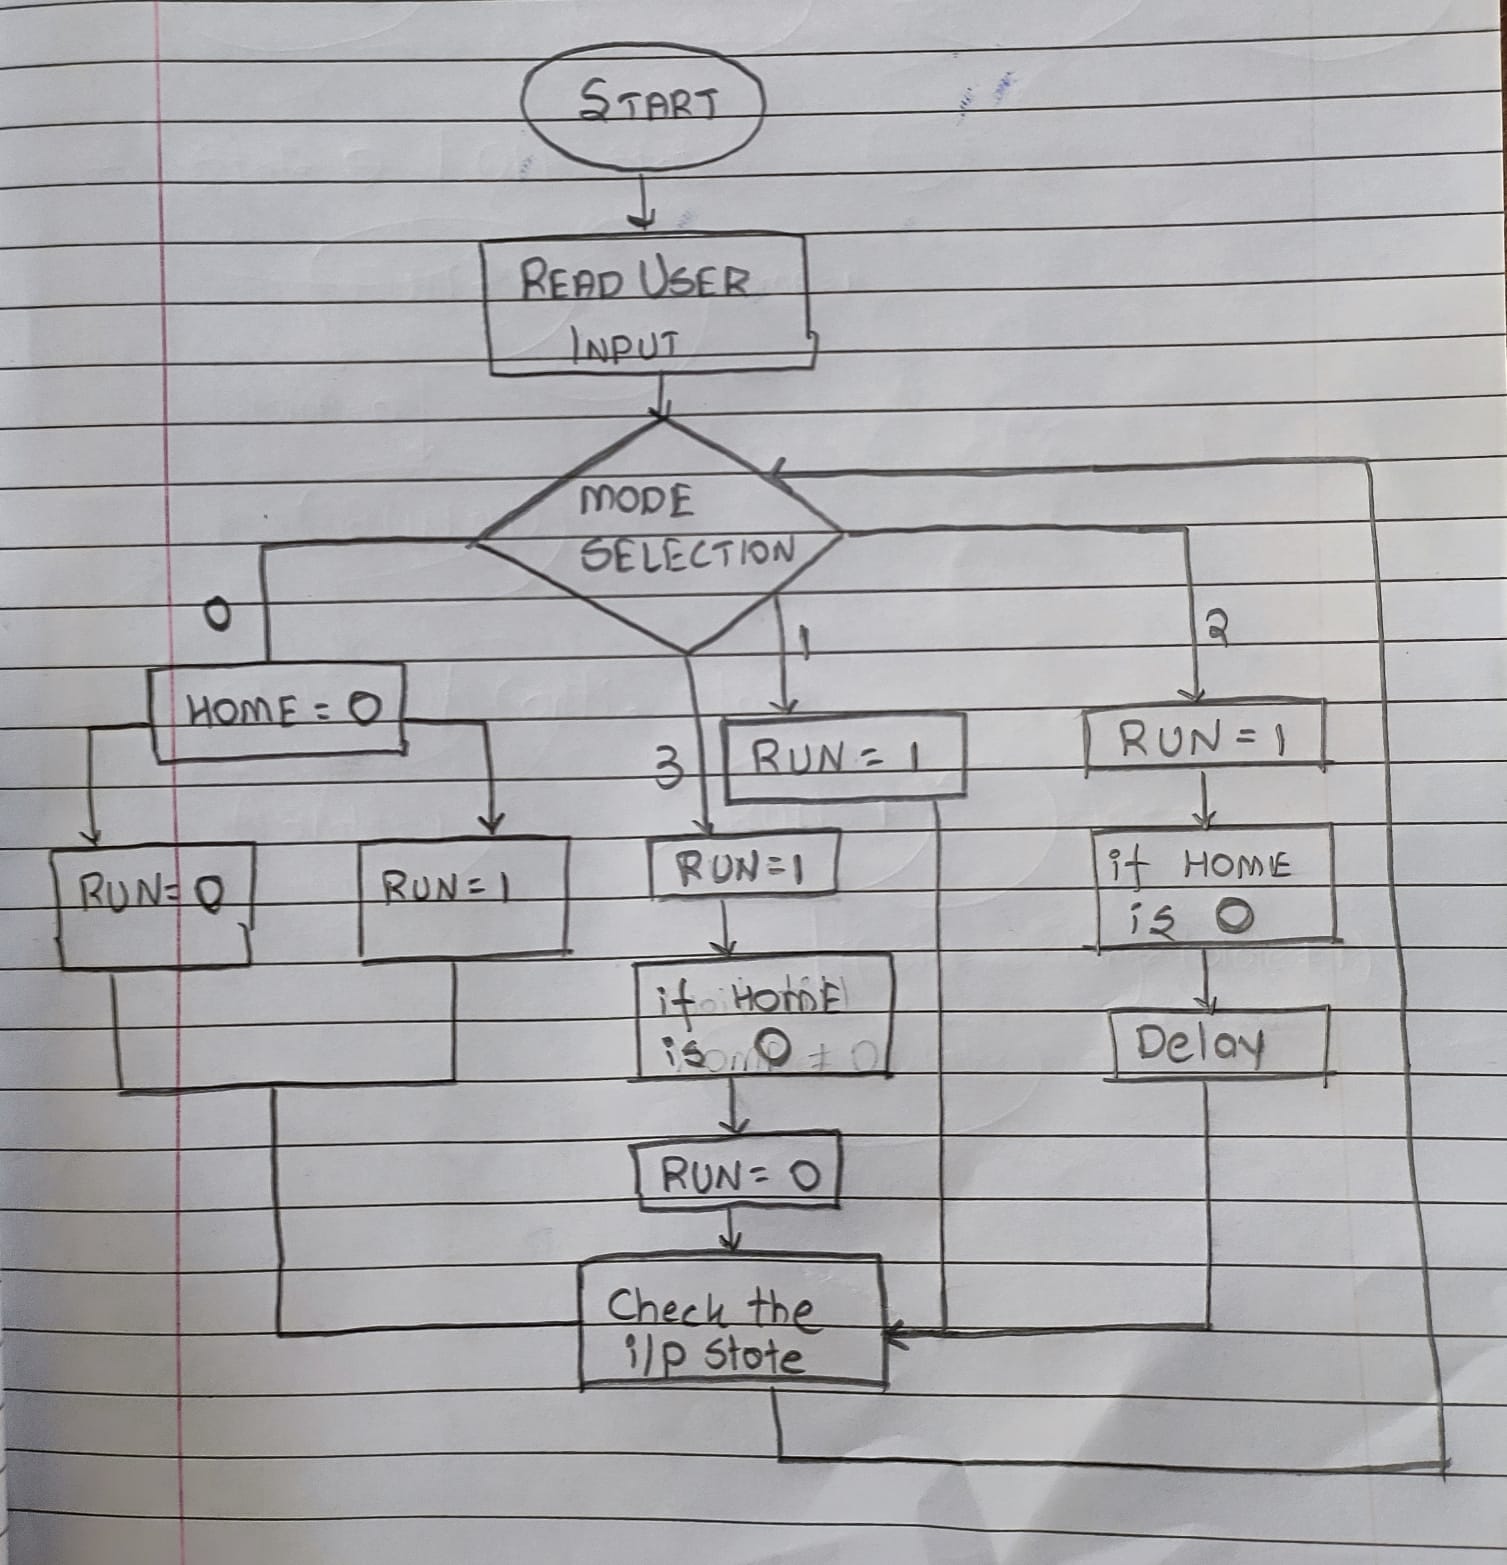 START
READ USER
INPUT
MODE
SELECTION
0
1
2
HOME = 0
3
RUN = 1
RUN = 1
RUN = 0
RUN = 1
RUN = 1
if HOME
is 0
if HOME
is 0
Delay
RUN = 0
Check the
i/p state